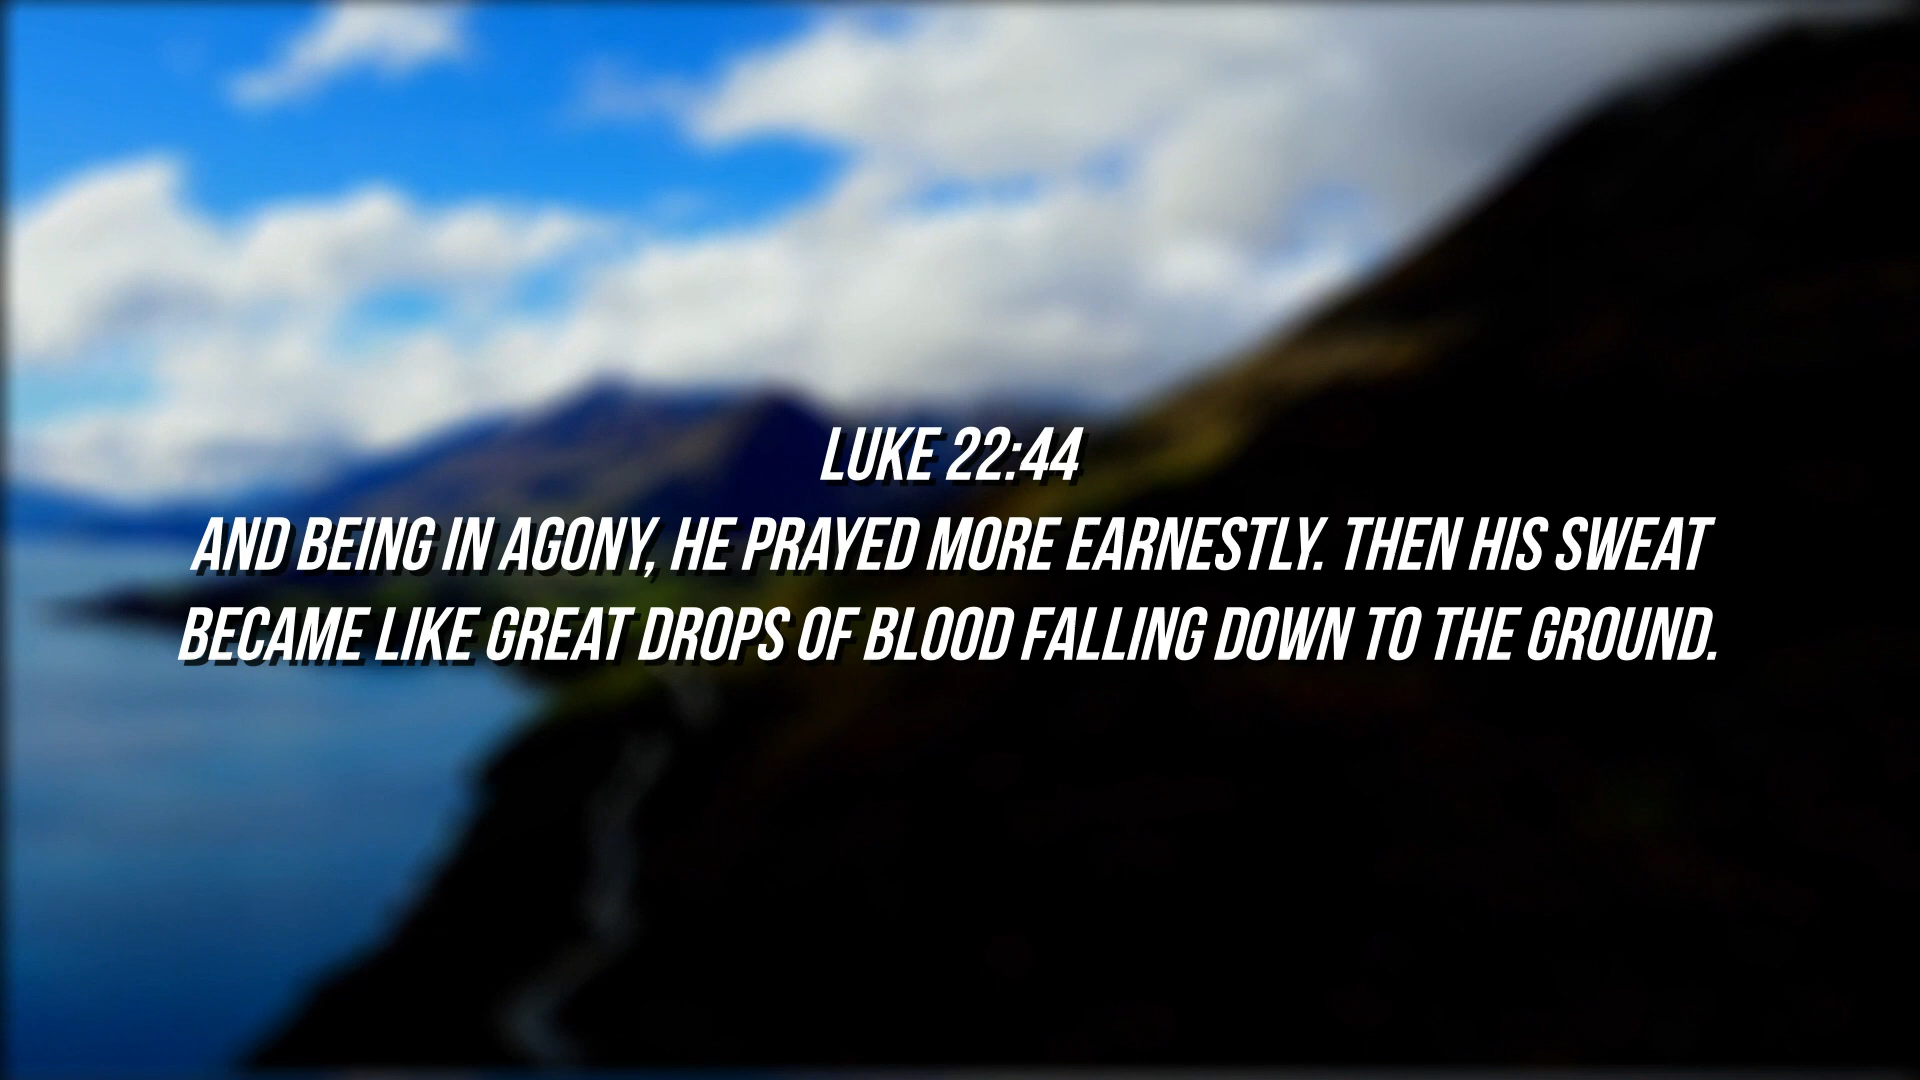 LUKE 22:44
AND BEING IN AGONY, HE PRAYED MORE EARNESTLY. THEN HIS SWEAT
BECAME LIKE GREAT DROPS OF BLOOD FALLING DOWN TO THE GROUND.